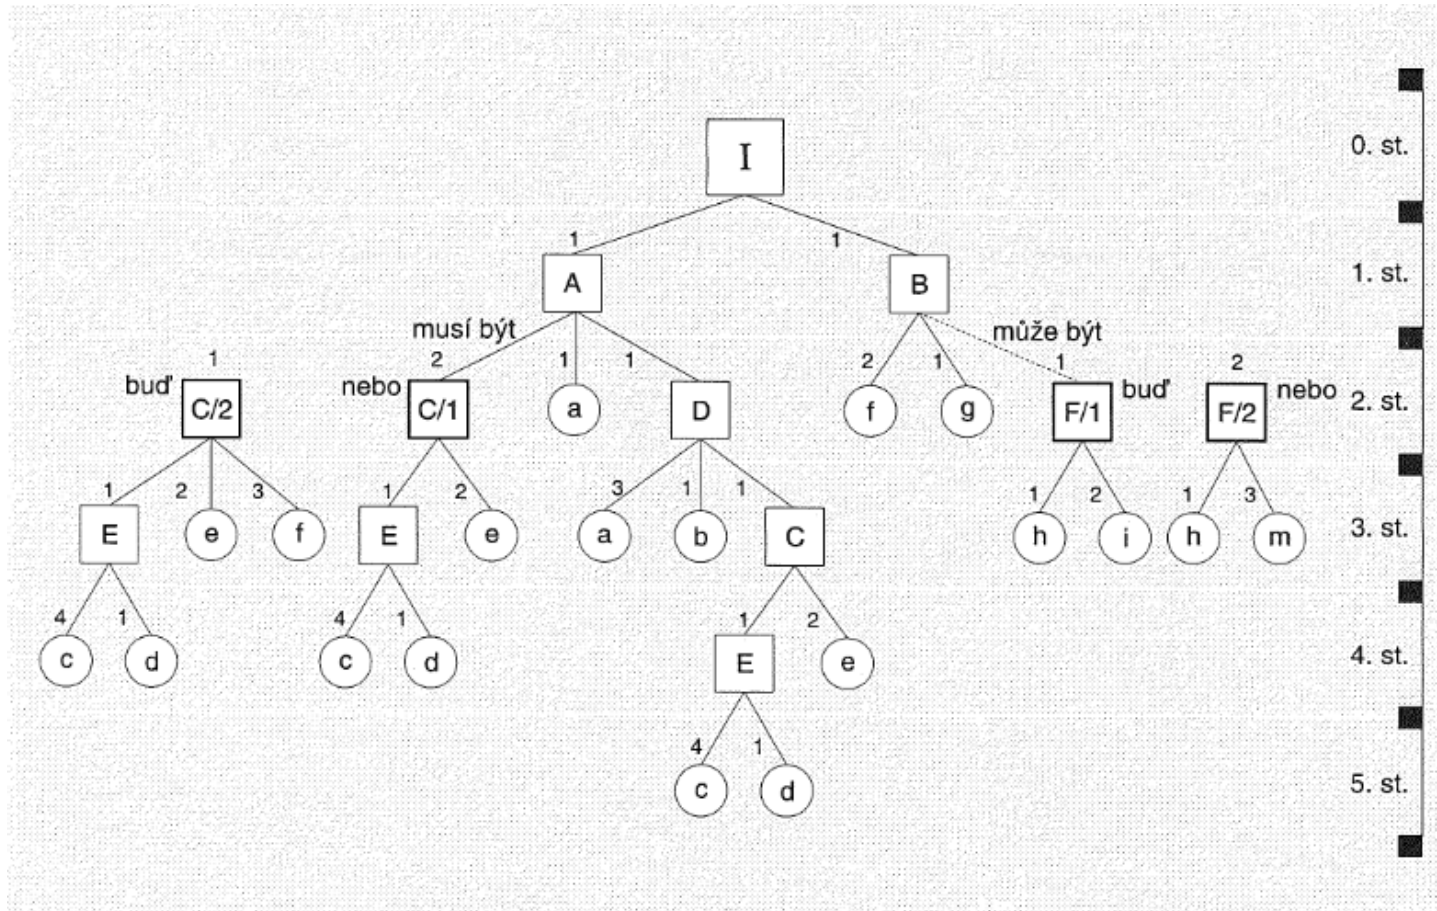 I
0. st.
1 1
A B
1. st.
musí být může být
1 2 1 1 2 1 1 2
buď C/2 nebo C/1 a D f g F/1 buď F/2 nebo
2. st.
1 2 3 1 2 3 1 1 1 2 1 3
E e f E e a b C h i h m
3. st.
4 1 4 1 1 2
c d c d E e
4. st.
4 1
c d
5. st.